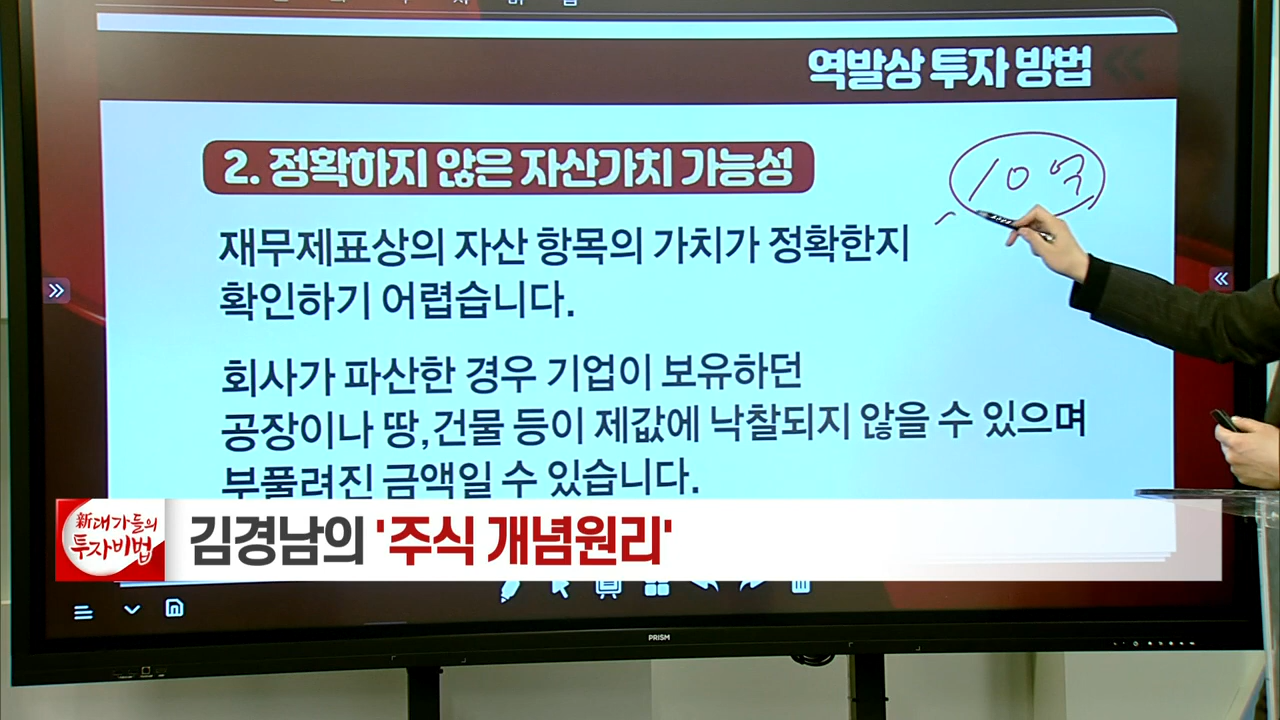 역발상 투자 방법
2. 정확하지 않은 자산가치 가능성
10억
재무제표상의 자산 항목의 가치가 정확한지
확인하기 어렵습니다.
회사가 파산한 경우 기업이 보유하던
공장이나 땅,건물 등이 제값에 낙찰되지 않을 수 있으며
부풀려진 금액일 수 있습니다.
新대가들의
투자비법
김경남의 '주식 개념원리'
PRISM